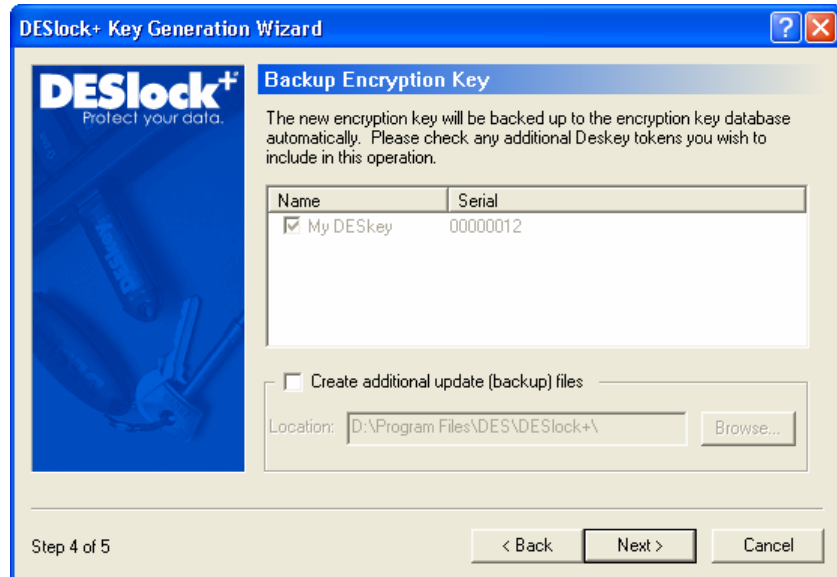 DESlock+ Key Generation Wizard
DESlock+
Protect your data.
DESkey
Backup Encryption Key
The new encryption key will be backed up to the encryption key database
automatically. Please check any additional Deskey tokens you wish to
include in this operation.
Name Serial
My DESkey 00000012
Create additional update (backup) files
Location: D:\Program Files\DES\DESlock+\ Browse...
Step 4 of 5 < Back Next > Cancel